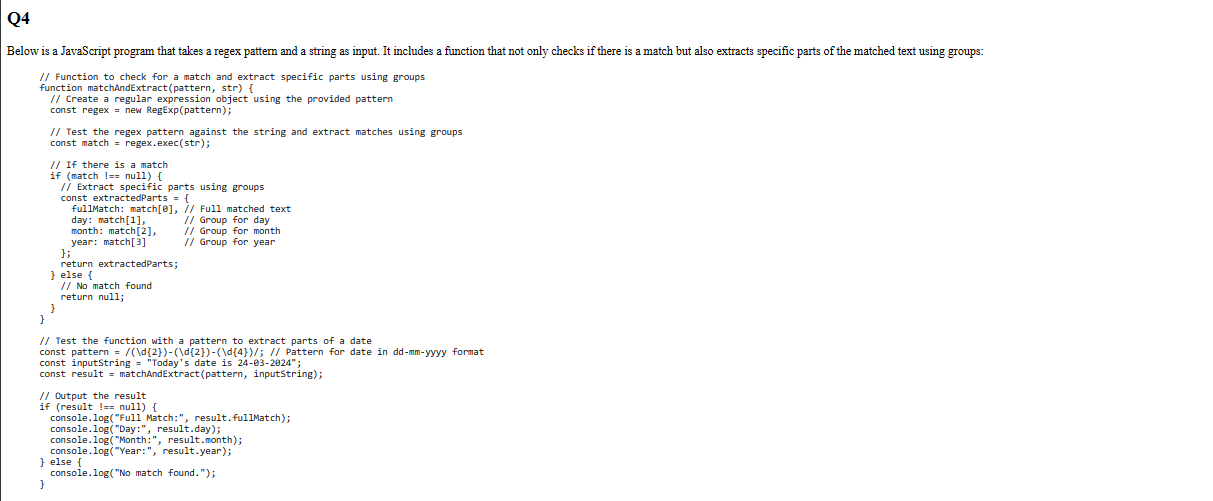 Q4
Below is a JavaScript program that takes a regex pattern and a string as input. It includes a function that not only checks if there is a match but also extracts specific parts of the matched text using groups:
// Function to check for a match and extract specific parts using groups
function matchAndExtract(pattern, str) {
  // Create a regular expression object using the provided pattern
  const regex = new RegExp(pattern);
  // Test the regex pattern against the string and extract matches using groups
  const match = regex.exec(str);
  // If there is a match
  if (match !== null) {
    // Extract specific parts using groups
    const extractedParts = {
      fullMatch: match[0], // Full matched text
      day: match[1],       // Group for day
      month: match[2],     // Group for month
      year: match[3]       // Group for year
    };
    return extractedParts;
  } else {
    // No match found
    return null;
  }
}
// Test the function with a pattern to extract parts of a date
const pattern = /(\d{2})-(\d{2})-(\d{4})/; // Pattern for date in dd-mm-yyyy format
const inputString = "Today's date is 24-03-2024";
const result = matchAndExtract(pattern, inputString);
// Output the result
if (result !== null) {
  console.log("Full Match:", result.fullMatch);
  console.log("Day:", result.day);
  console.log("Month:", result.month);
  console.log("Year:", result.year);
} else {
  console.log("No match found.");
}